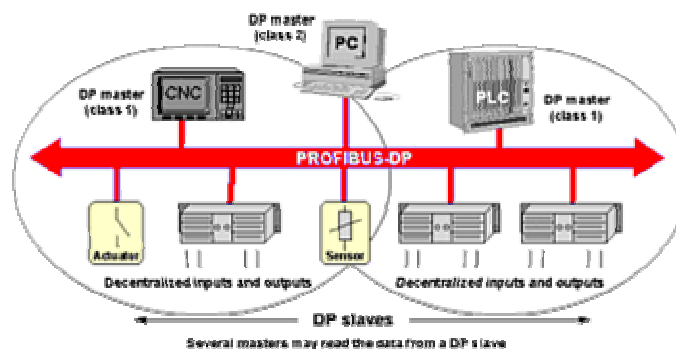 DP master
(class 2)
PC
DP master
(class 1)
CNC
PLC
DP master
(class 1)
PROFIBUS-DP
Actuator
Sensor
Decentralized inputs and outputs
Decentralized inputs and outputs
DP slaves
Several masters may read the data from a DP slave